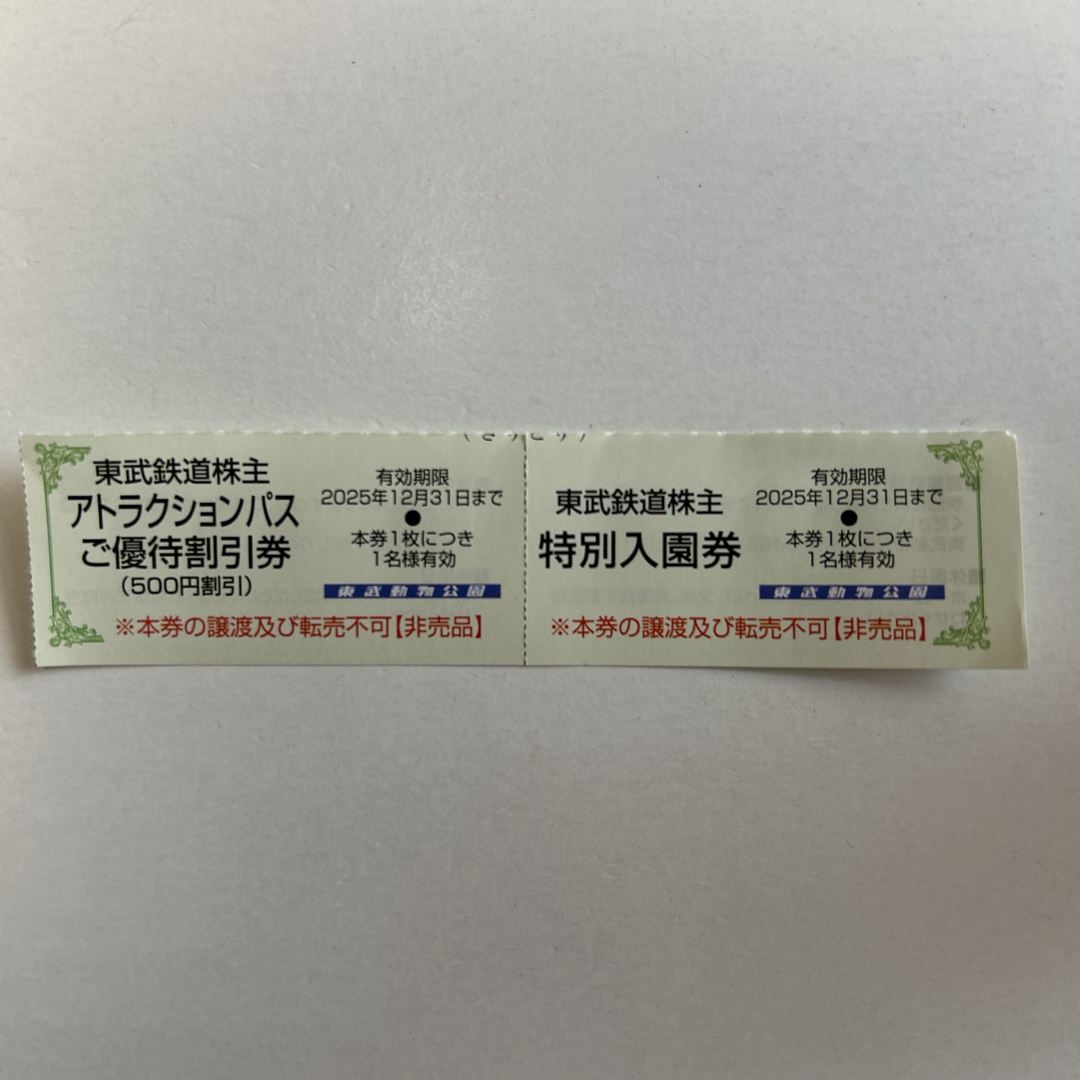 (きりとり)
東武鉄道株主
アトラクションパス
ご優待割引券
(500円割引)
有効期限
2025年12月31日まで
●
本券1枚につき
1名様有効
東武動物公園
※本券の譲渡及び転売不可【非売品】
東武鉄道株主
特別入園券
有効期限
2025年12月31日まで
●
本券1枚につき
1名様有効
東武動物公園
※本券の譲渡及び転売不可【非売品】